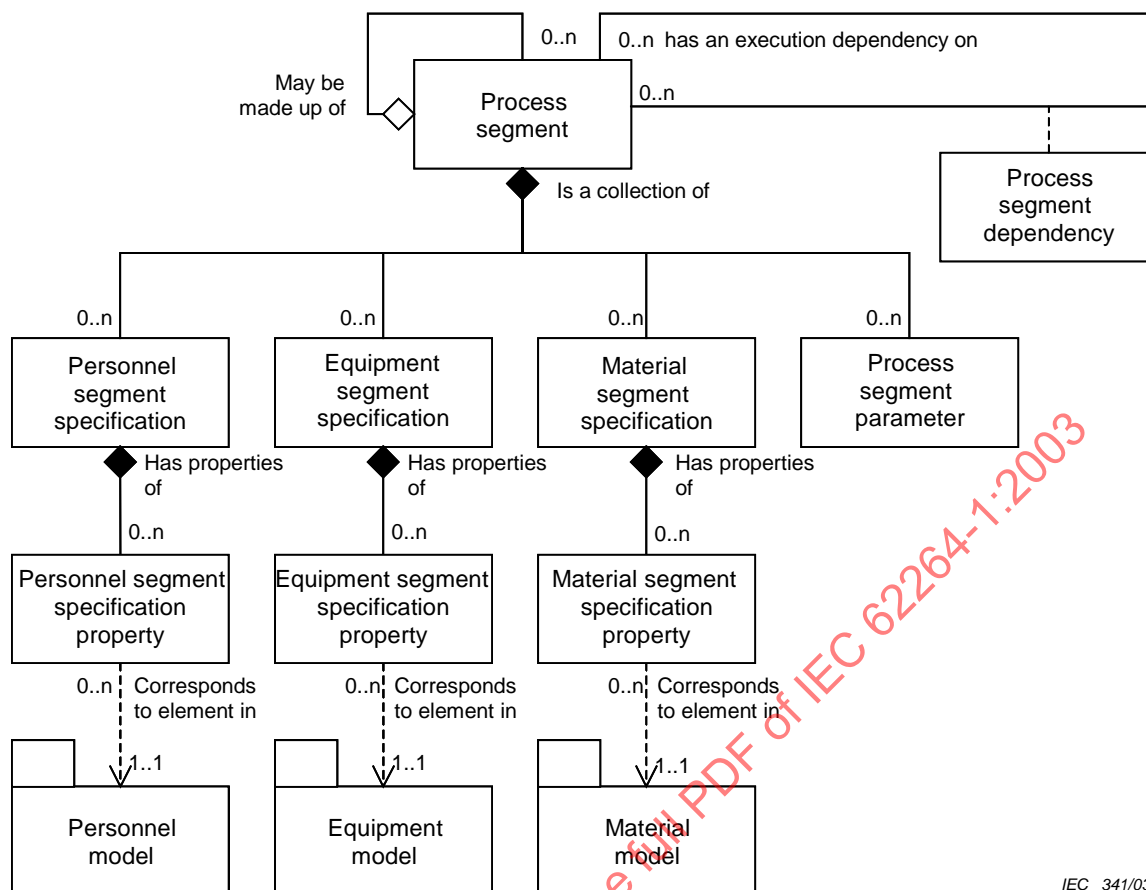 0..n
0..n has an execution dependency on
May be
made up of
Process
segment
0..n
Process
segment
dependency
Is a collection of
0..n
0..n
0..n
0..n
Personnel
segment
specification
Equipment
segment
specification
Material
segment
specification
Process
segment
parameter
Has properties
of
Has properties
of
Has properties
of
0..n
0..n
0..n
Personnel segment
specification
property
Equipment segment
specification
property
Material segment
specification
property
0..n
Corresponds
to element in
0..n
Corresponds
to element in
0..n
Corresponds
to element in
1..1
1..1
1..1
Personnel
model
Equipment
model
Material
model
full PDF of IEC 62264-1:2003
IEC 341/03